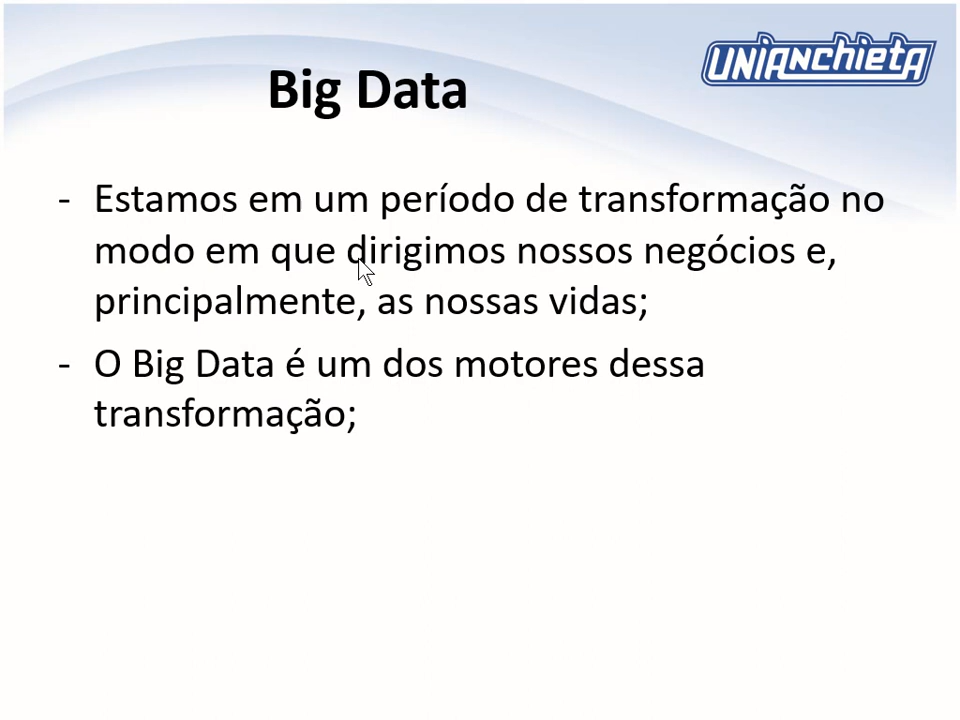 UNIANCHIETA
Big Data
- Estamos em um período de transformação no
modo em que dirigimos nossos negócios e,
principalmente, as nossas vidas;
- O Big Data é um dos motores dessa
transformação;